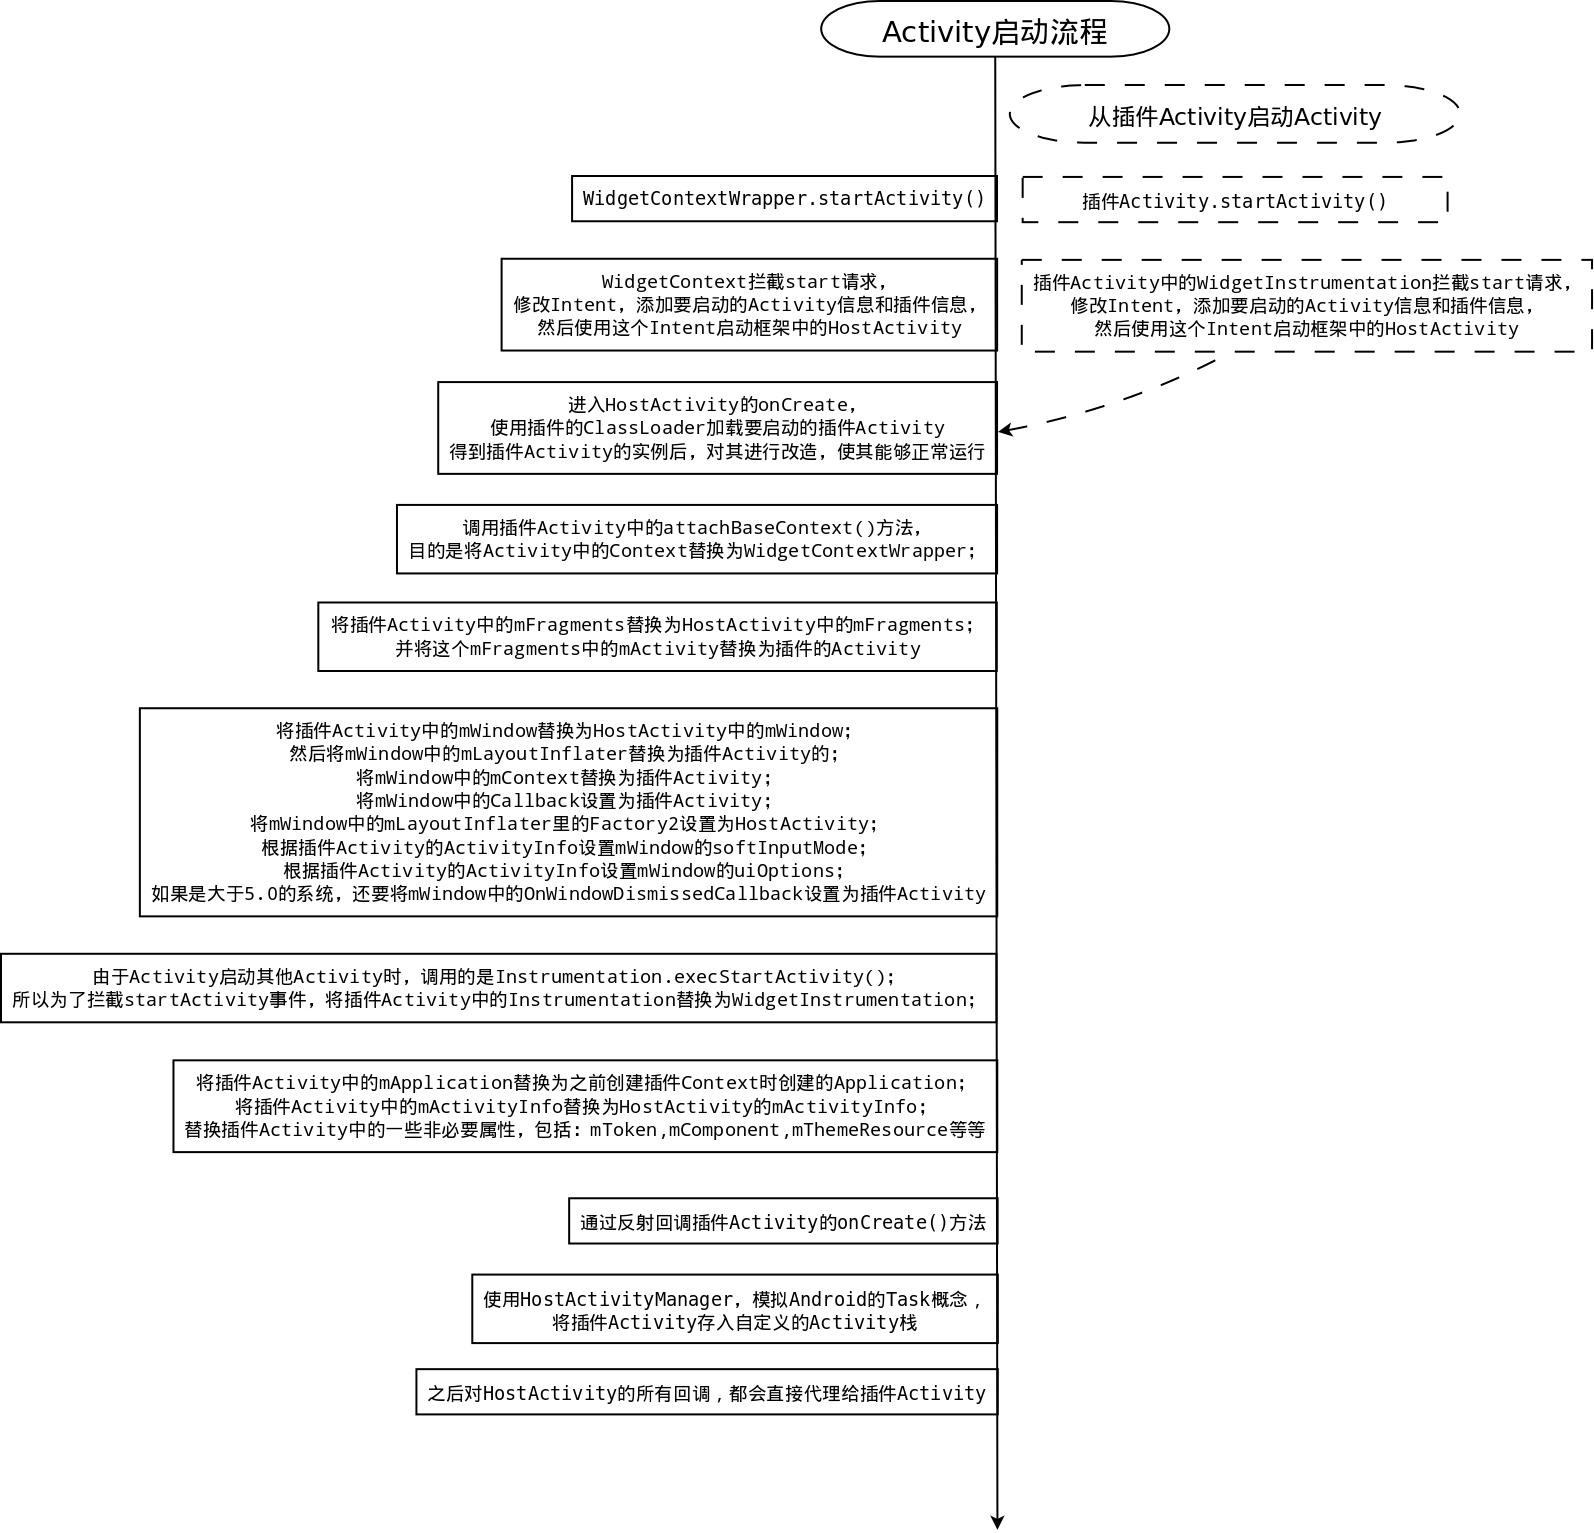 Activity启动流程
从插件Activity启动Activity
WidgetContextWrapper.startActivity()
插件Activity.startActivity()
WidgetContext拦截start请求，
修改Intent，添加要启动的Activity信息和插件信息，
然后使用这个Intent启动框架中的HostActivity
插件Activity中的WidgetInstrumentation拦截start请求，
修改Intent，添加要启动的Activity信息和插件信息，
然后使用这个Intent启动框架中的HostActivity
进入HostActivity的onCreate，
使用插件的ClassLoader加载要启动的插件Activity
得到插件Activity的实例后，对其进行改造，使其能够正常运行
调用插件Activity中的attachBaseContext()方法，
目的是将Activity中的Context替换为WidgetContextWrapper；
将插件Activity中的mFragments替换为HostActivity中的mFragments；
并将这个mFragments中的mActivity替换为插件的Activity
将插件Activity中的mWindow替换为HostActivity中的mWindow；
然后将mWindow中的mLayoutInflater替换为插件Activity的；
将mWindow中的mContext替换为插件Activity；
将mWindow中的Callback设置为插件Activity；
将mWindow中的mLayoutInflater里的Factory2设置为HostActivity；
根据插件Activity的ActivityInfo设置mWindow的softInputMode；
根据插件Activity的ActivityInfo设置mWindow的uiOptions；
如果是大于5.0的系统，还要将mWindow中的OnWindowDismissedCallback设置为插件Activity
由于Activity启动其他Activity时，调用的是Instrumentation.execStartActivity()；
所以为了拦截startActivity事件，将插件Activity中的Instrumentation替换为WidgetInstrumentation；
将插件Activity中的mApplication替换为之前创建插件Context时创建的Application；
将插件Activity中的mActivityInfo替换为HostActivity的mActivityInfo；
替换插件Activity中的一些非必要属性，包括：mToken,mComponent,mThemeResource等等
通过反射回调插件Activity的onCreate()方法
使用HostActivityManager，模拟Android的Task概念，
将插件Activity存入自定义的Activity栈
之后对HostActivity的所有回调，都会直接代理给插件Activity